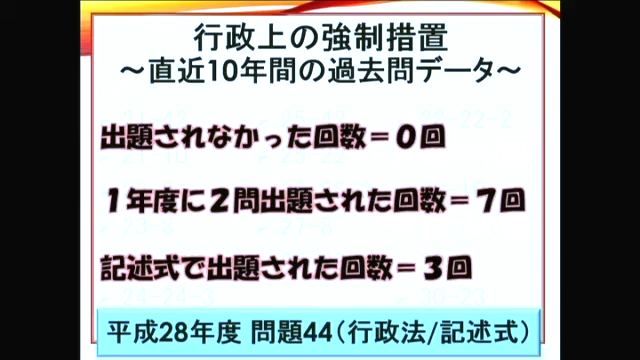 行政上の強制措置
～直近10年間の過去問データ～
出題されなかった回数＝０回
１年度に２問出題された回数＝７回
記述式で出題された回数＝３回
平成28年度 問題44（行政法/記述式）